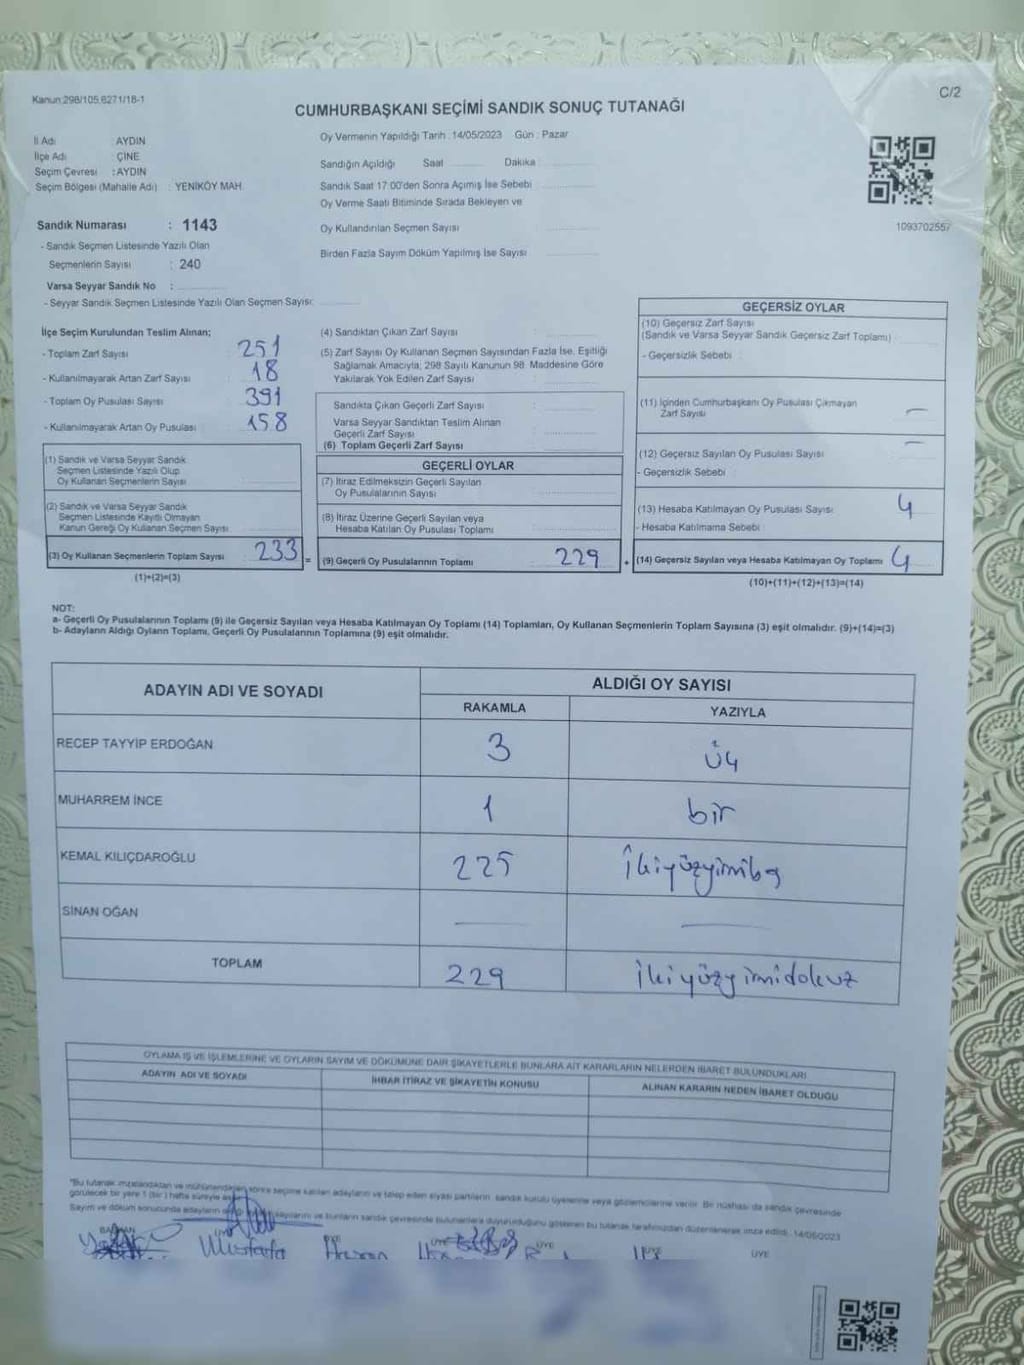 Kanun:298/105,6271/18-1
C/2
CUMHURBAŞKANI SEÇİMİ SANDIK SONUÇ TUTANAĞI
İl Adı : AYDIN
İlçe Adı : ÇİNE
Seçim Çevresi : AYDIN
Seçim Bölgesi (Mahalle Adı) : YENİKÖY MAH.
Sandık Numarası : 1143
- Sandık Seçmen Listesinde Yazılı Olan
Seçmenlerin Sayısı : 240
Varsa Seyyar Sandık No :
- Seyyar Sandık Seçmen Listesinde Yazılı Olan Seçmen Sayısı:
Oy Vermenin Yapıldığı Tarih : 14/05/2023 Gün : Pazar
Sandığın Açıldığı Saat Dakika
Sandık Saat 17:00'den Sonra Açımış İse Sebebi
Oy Verme Saati Bitiminde Sırada Bekleyen ve
Oy Kullandırılan Seçmen Sayısı
Birden Fazla Sayım Döküm Yapılmış İse Sayısı
1093702557
İlçe Seçim Kurulundan Teslim Alınan;
- Toplam Zarf Sayısı : 251
- Kullanılmayarak Artan Zarf Sayısı : 18
- Toplam Oy Pusulası Sayısı : 391
- Kullanılmayarak Artan Oy Pusulası : 158
(1) Sandık ve Varsa Seyyar Sandık
Seçmen Listesinde Yazılı Olup
Oy Kullanan Seçmenlerin Sayısı
(2) Sandık ve Varsa Seyyar Sandık
Seçmen Listesinde Kayıtlı Olmayan
Kanun Gereği Oy Kullanan Seçmen Sayısı
(3) Oy Kullanan Seçmenlerin Toplam Sayısı 233 =
(1)+(2)=(3)
(4) Sandıktan Çıkan Zarf Sayısı
(5) Zarf Sayısı Oy Kullanan Seçmen Sayısından Fazla İse, Eşitliği
Sağlamak Amacıyla; 298 Sayılı Kanunun 98. Maddesine Göre
Yakılarak Yok Edilen Zarf Sayısı
Sandıkta Çıkan Geçerli Zarf Sayısı
Varsa Seyyar Sandıktan Teslim Alınan
Geçerli Zarf Sayısı
(6) Toplam Geçerli Zarf Sayısı
GEÇERLİ OYLAR
(7) İtiraz Edilmeksizin Geçerli Sayılan
Oy Pusulalarının Sayısı
(8) İtiraz Üzerine Geçerli Sayılan veya
Hesaba Katılan Oy Pusulası Toplamı
(9) Geçerli Oy Pusulalarının Toplamı 229 +
GEÇERSİZ OYLAR
(10) Geçersiz Zarf Sayısı
(Sandık ve Varsa Seyyar Sandık Geçersiz Zarf Toplamı)
- Geçersizlik Sebebi :
(11) İçinden Cumhurbaşkanı Oy Pusulası Çıkmayan
Zarf Sayısı —
(12) Geçersiz Sayılan Oy Pusulası Sayısı —
- Geçersizlik Sebebi :
(13) Hesaba Katılmayan Oy Pusulası Sayısı 4
- Hesaba Katılmama Sebebi :
(14) Geçersiz Sayılan veya Hesaba Katılmayan Oy Toplamı 4
(10)+(11)+(12)+(13)=(14)
NOT:
a- Geçerli Oy Pusulalarının Toplamı (9) ile Geçersiz Sayılan veya Hesaba Katılmayan Oy Toplamı (14) Toplamları, Oy Kullanan Seçmenlerin Toplam Sayısına (3) eşit olmalıdır. (9)+(14)=(3)
b- Adayların Aldığı Oyların Toplamı, Geçerli Oy Pusulalarının Toplamına (9) eşit olmalıdır.
ADAYIN ADI VE SOYADI ALDIĞI OY SAYISI
RAKAMLA YAZIYLA
RECEP TAYYİP ERDOĞAN 3 üç
MUHARREM İNCE 1 bir
KEMAL KILIÇDAROĞLU 225 İkiyüzyimibş
SİNAN OĞAN — —
TOPLAM 229 İkiyüzyimidokuz
OYLAMA İŞ VE İŞLEMLERİNE VE OYLARIN SAYIM VE DÖKÜMÜNE DAİR ŞİKAYETLERLE BUNLARA AİT KARARLARIN NELERDEN İBARET BULUNDUKLARI
ADAYIN ADI VE SOYADI İHBAR İTİRAZ VE ŞİKAYETİN KONUSU ALINAN KARARIN NEDEN İBARET OLDUĞU
"Bu tutanak imzalandıktan ve mühürlendikten sonra seçime katılan adayların ve talep eden siyasi partilerin sandık kurulu üyelerine veya gözlemcilerine verilir. Bir nüshası da sandık çevresinde
görülecek bir yere 1 (bir) hafta süreyle
Sayım ve döküm sonucunda adayların sayılarını ve bunların sandık çevresinde bulunanlara duyurulduğunu gösteren bu tutanak tarafımızdan düzenlenerek imza edildi. 14/05/2023
BAŞKAN ÜYE ÜYE ÜYE ÜYE
Mustafa Hasan